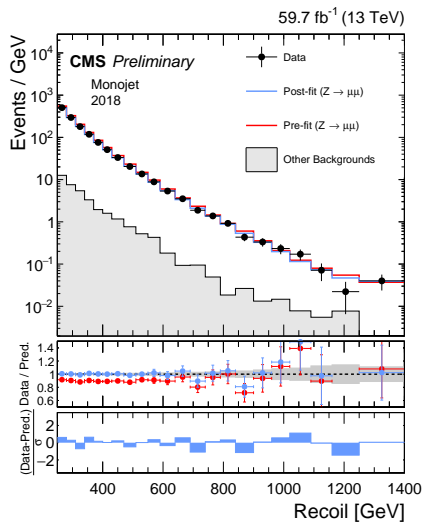 59.7 fb⁻¹ (13 TeV)
Events / GeV
CMS Preliminary
Monojet
2018
Data
Post-fit (Z → μμ)
Pre-fit (Z → μμ)
Other Backgrounds
10⁵
10⁴
10³
10²
10
1
10⁻¹
10⁻²
Data / Pred.
1.4
1.2
1.0
0.8
0.6
(Data-Pred.)
σ
2
0
−2
400 600 800 1000 1200 1400
Recoil [GeV]